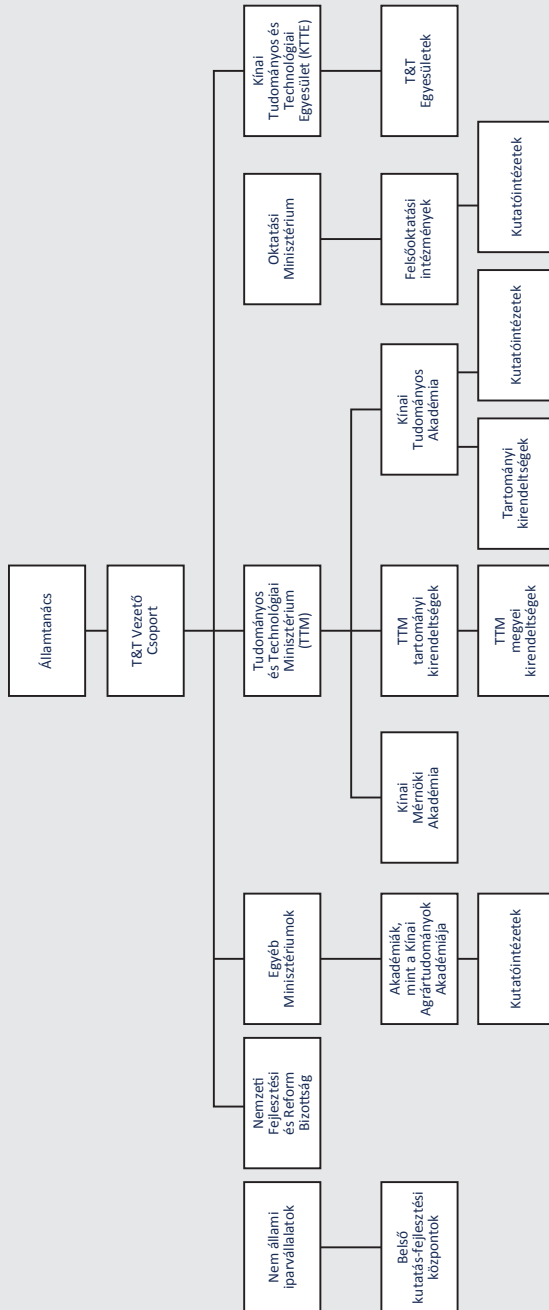 Államtanács
T&T Vezető
Csoport
Nem állami
iparvállalatok
Nemzeti
Fejlesztési
és Reform
Bizottság
Egyéb
Minisztériumok
Tudományos
és Technológiai
Minisztérium
(TTM)
Oktatási
Minisztérium
Kínai
Tudományos és
Technológiai
Egyesület (KTTE)
Belső
kutatás-fejlesztési
központok
Akadémiák,
mint a Kínai
Agrártudományok
Akadémiája
Kínai
Mérnöki
Akadémia
TTM
tartományi
kirendeltségek
Kínai
Tudományos
Akadémia
Felsőoktatási
intézmények
T&T
Egyesületek
Kutatóintézetek
TTM
megyei
kirendeltségek
Tartományi
kirendeltségek
Kutatóintézetek
Kutatóintézetek